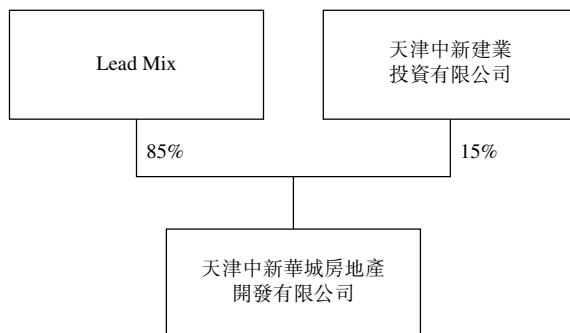 Lead Mix
天津中新建業
投資有限公司
85%
15%
天津中新華城房地產
開發有限公司